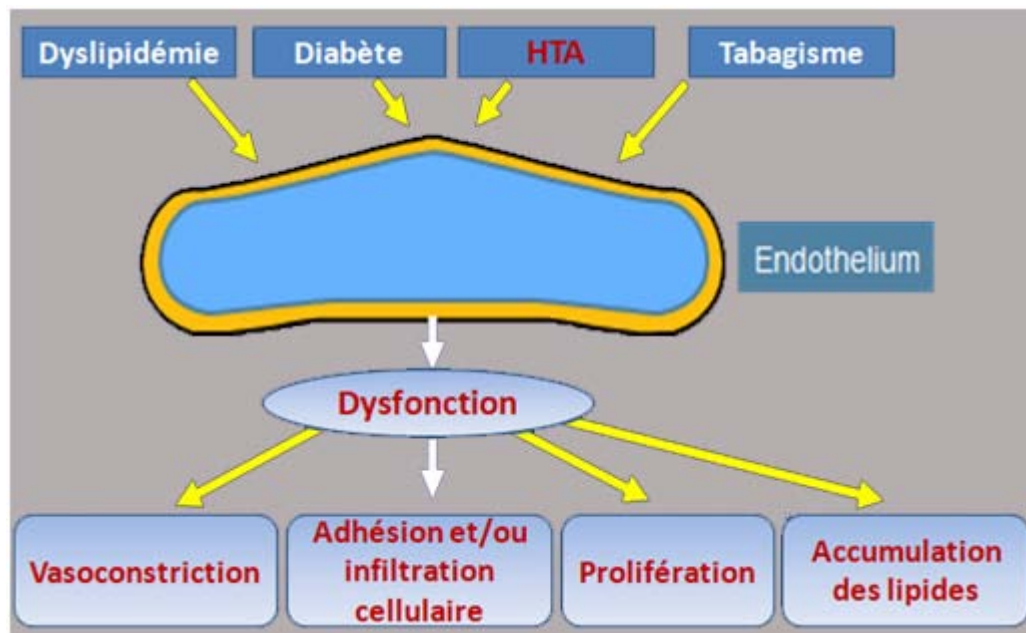 Dyslipidémie
Diabète
HTA
Tabagisme
Endothelium
Dysfonction
Vasoconstriction
Adhésion et/ou
infiltration
cellulaire
Prolifération
Accumulation
des lipides